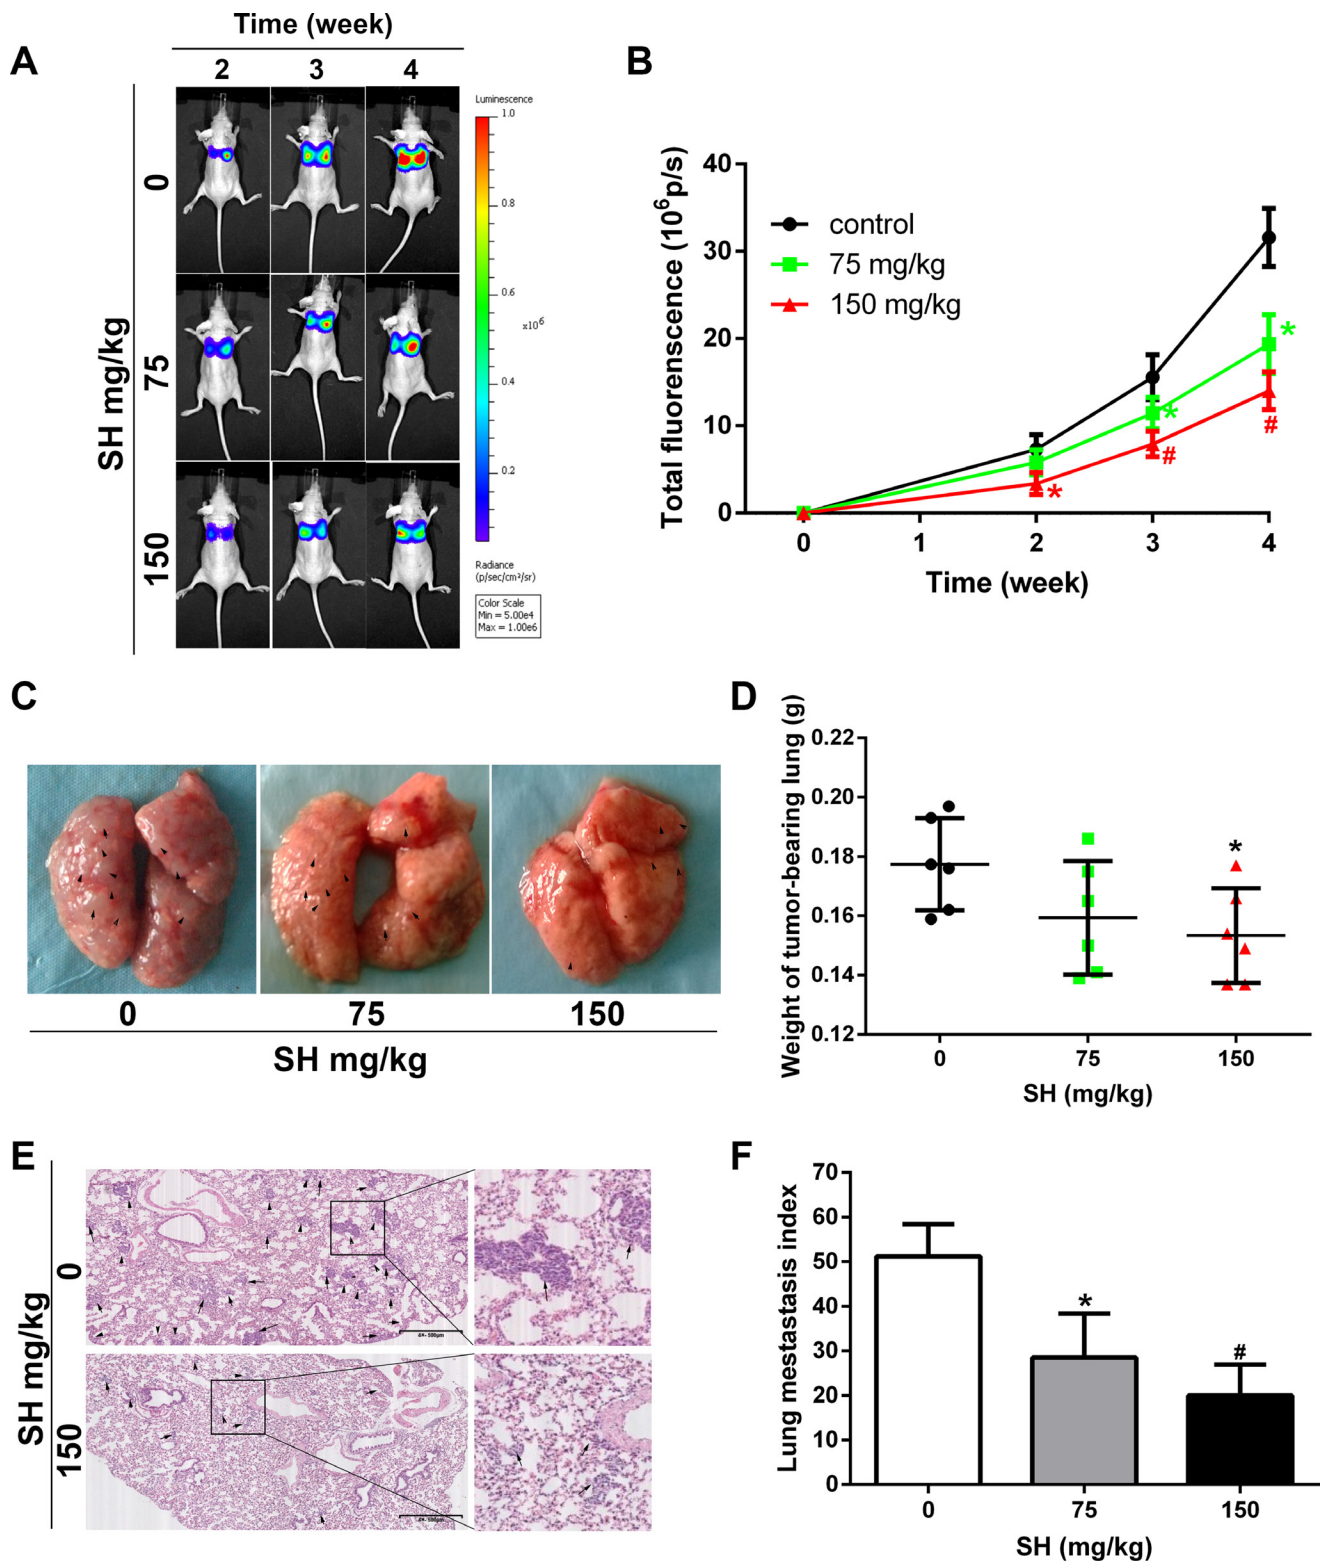 A
Time (week)
2 3 4
SH mg/kg
0
75
150
Luminescence
1.0
0.8
0.6
x10⁶
0.4
0.2
Radiance
(p/sec/cm²/sr)
Color Scale
Min = 5.00e4
Max = 1.00e6
B
Total fluorenscence (10⁶p/s)
40
30
20
10
0
control
75 mg/kg
150 mg/kg
*
*
#
*
#
0 1 2 3 4
Time (week)
C
0 75 150
SH mg/kg
D
Weight of tumor-bearing lung (g)
0.22
0.20
0.18
0.16
0.14
0.12
*
0 75 150
SH (mg/kg)
E
SH mg/kg
0
150
F
Lung mestastasis index
70
60
50
40
30
20
10
0
*
#
0 75 150
SH (mg/kg)